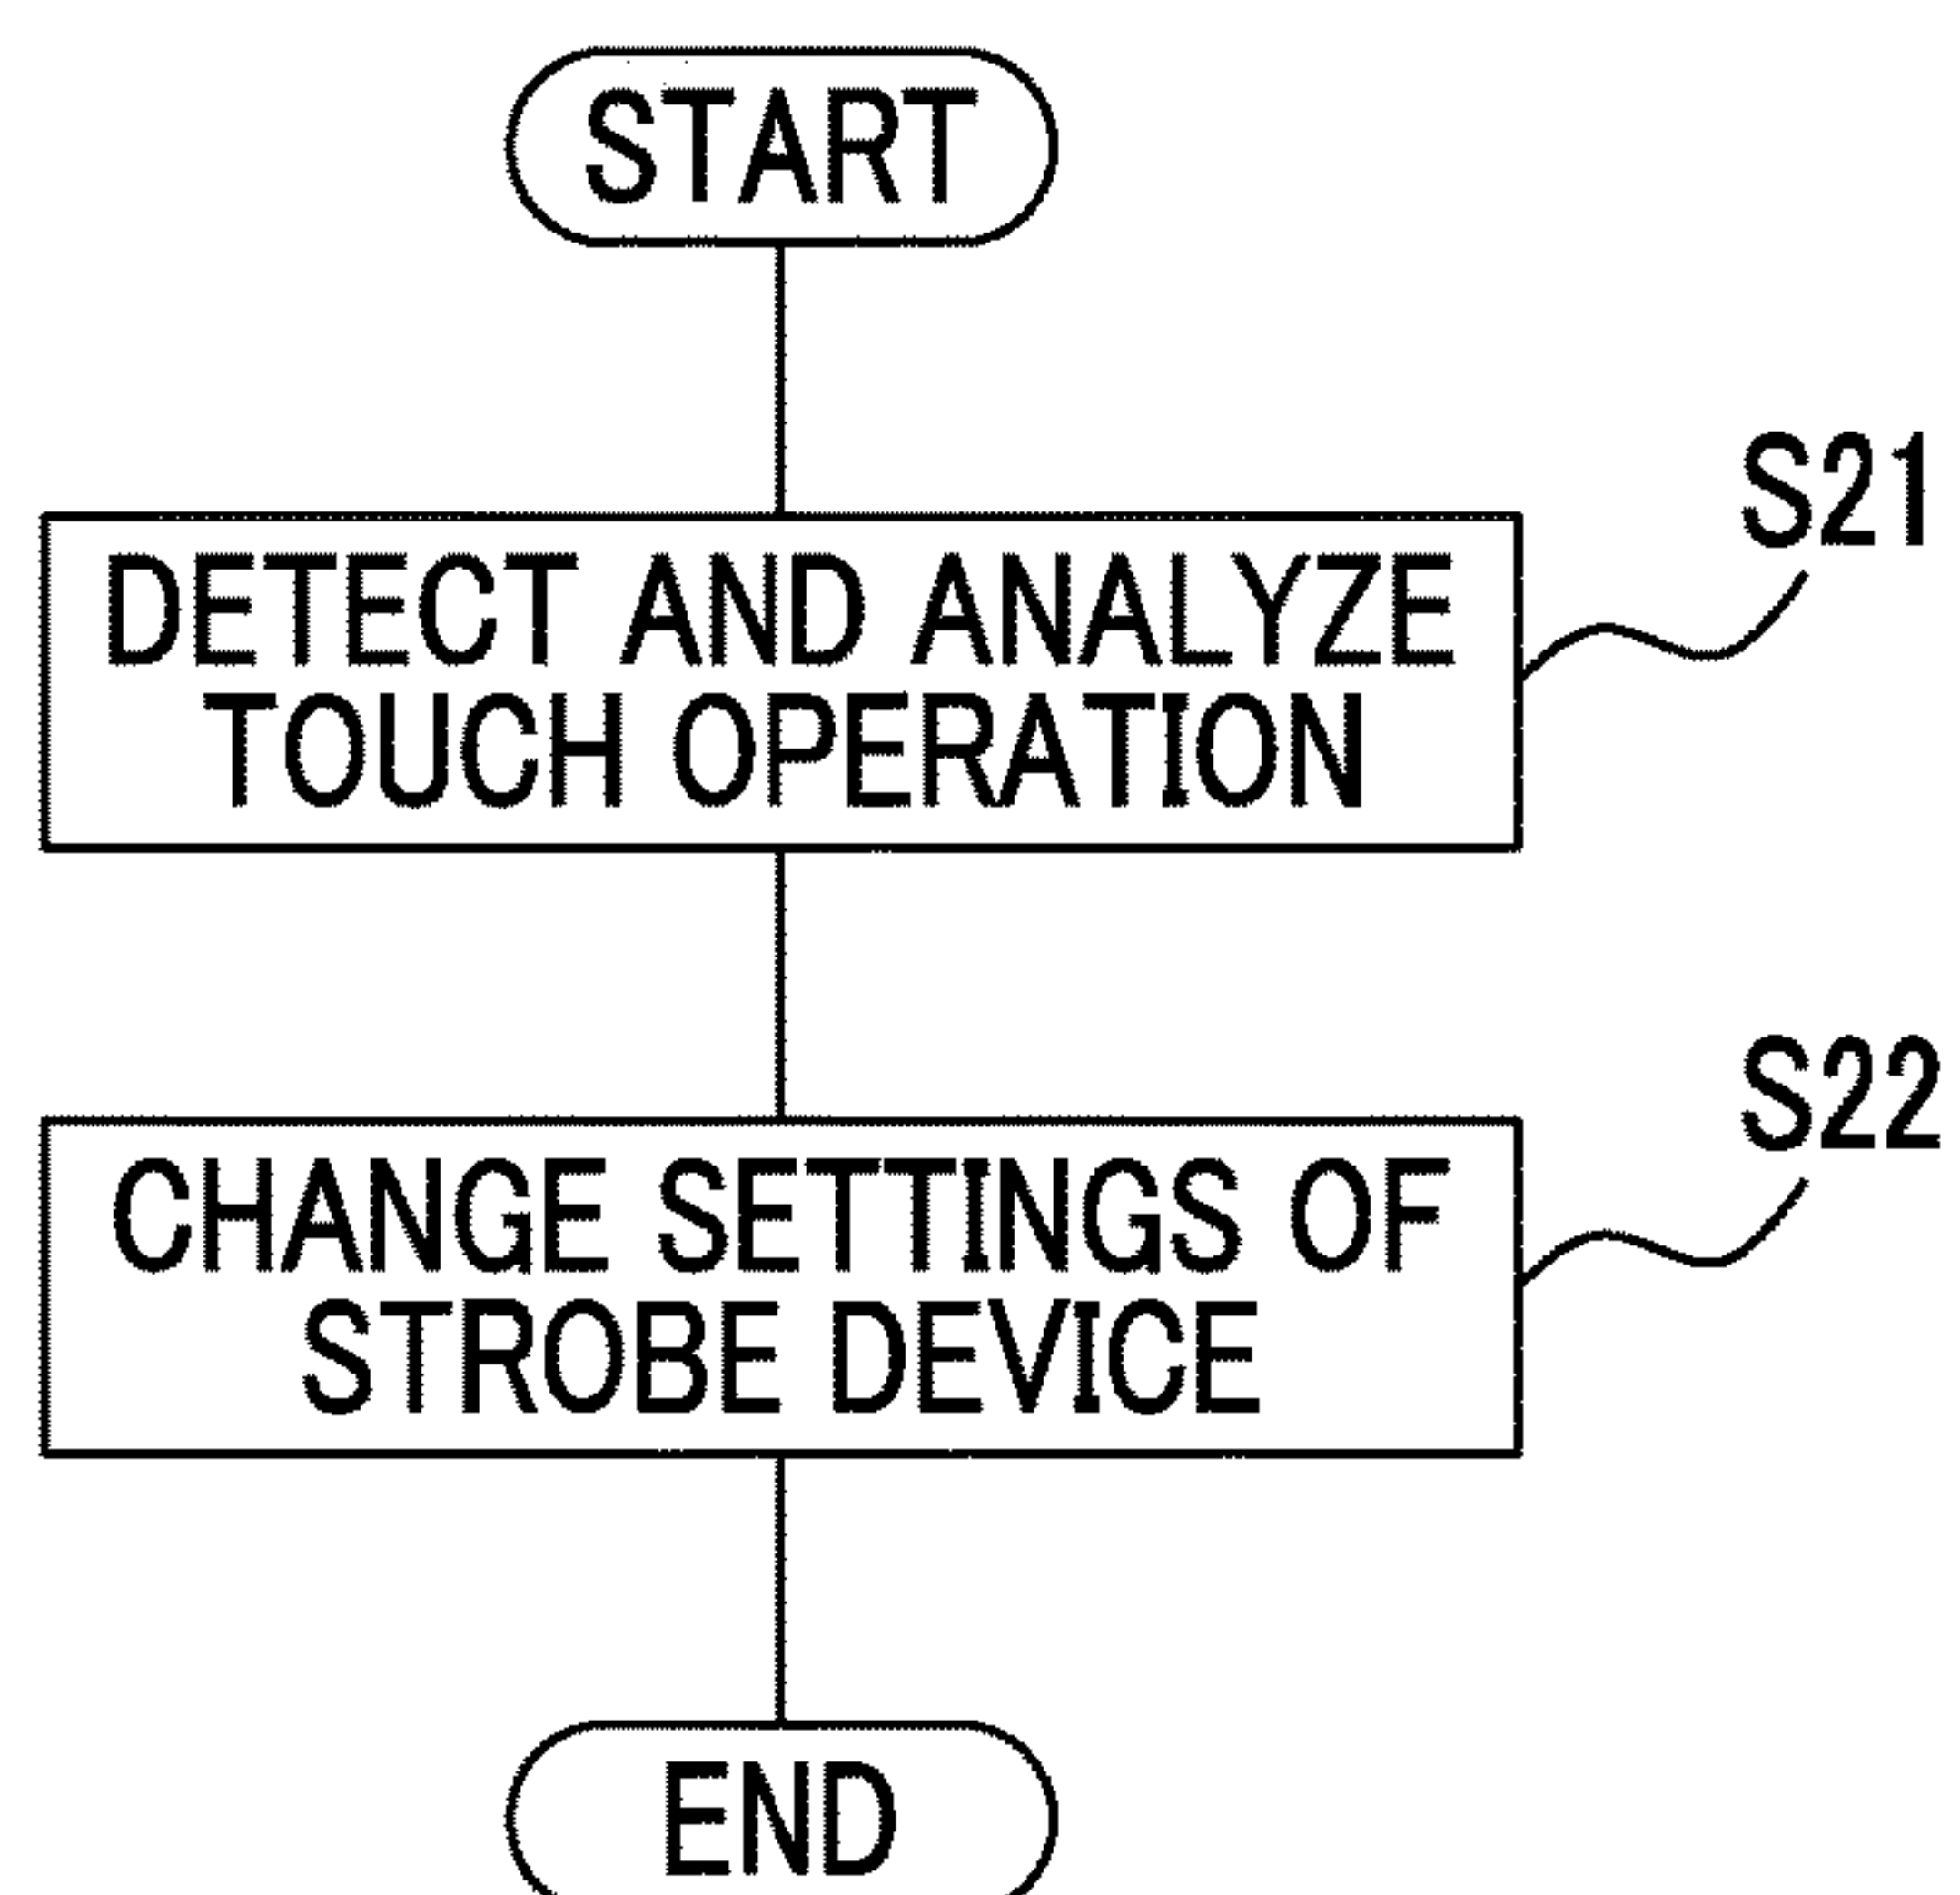 START
S21
DETECT AND ANALYZE
TOUCH OPERATION
S22
CHANGE SETTINGS OF
STROBE DEVICE
END